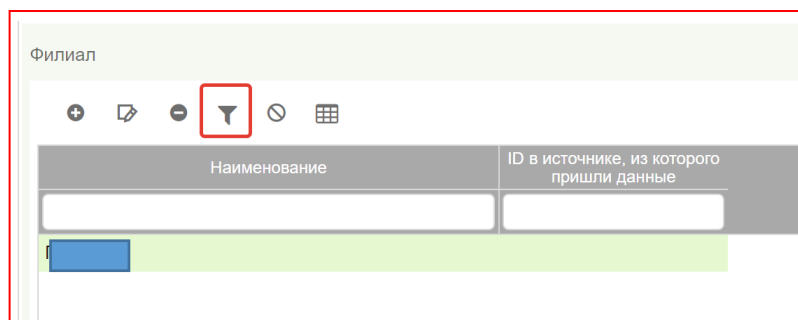 Филиал
Наименование
ID в источнике, из которого
пришли данные